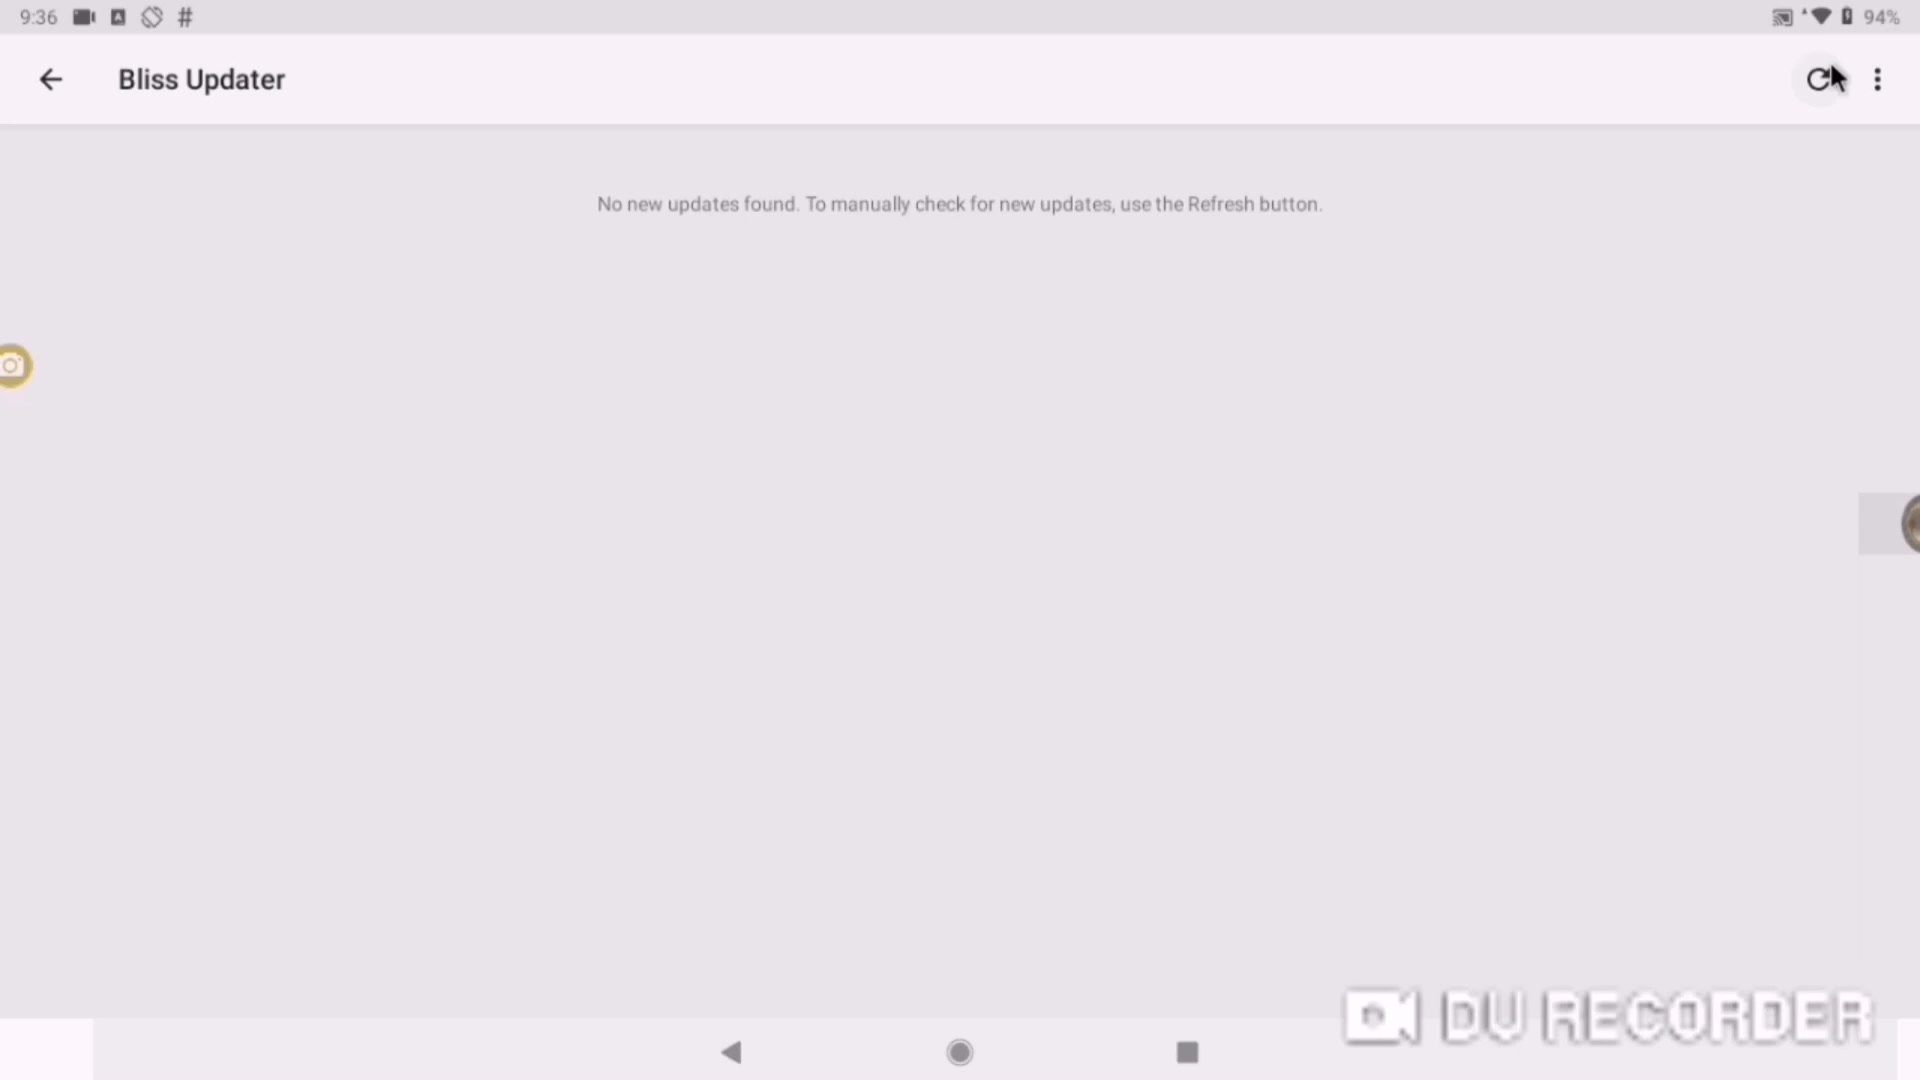 9:36 # 94%
Bliss Updater
No new updates found. To manually check for new updates, use the Refresh button.
DU RECORDER